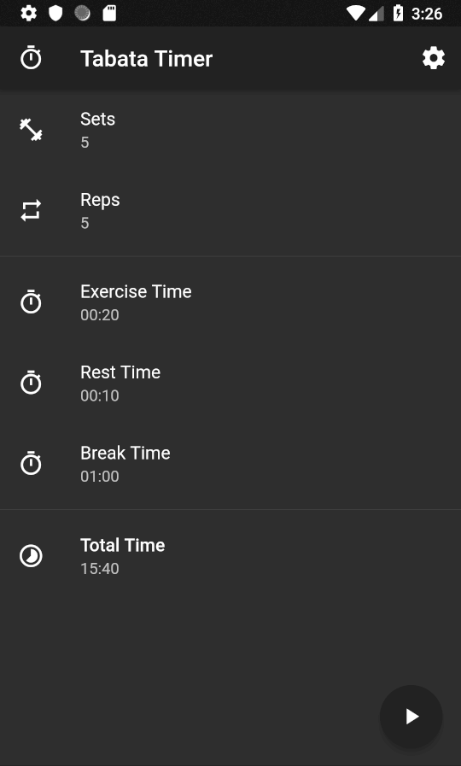 3:26
Tabata Timer
Sets
5
Reps
5
Exercise Time
00:20
Rest Time
00:10
Break Time
01:00
Total Time
15:40